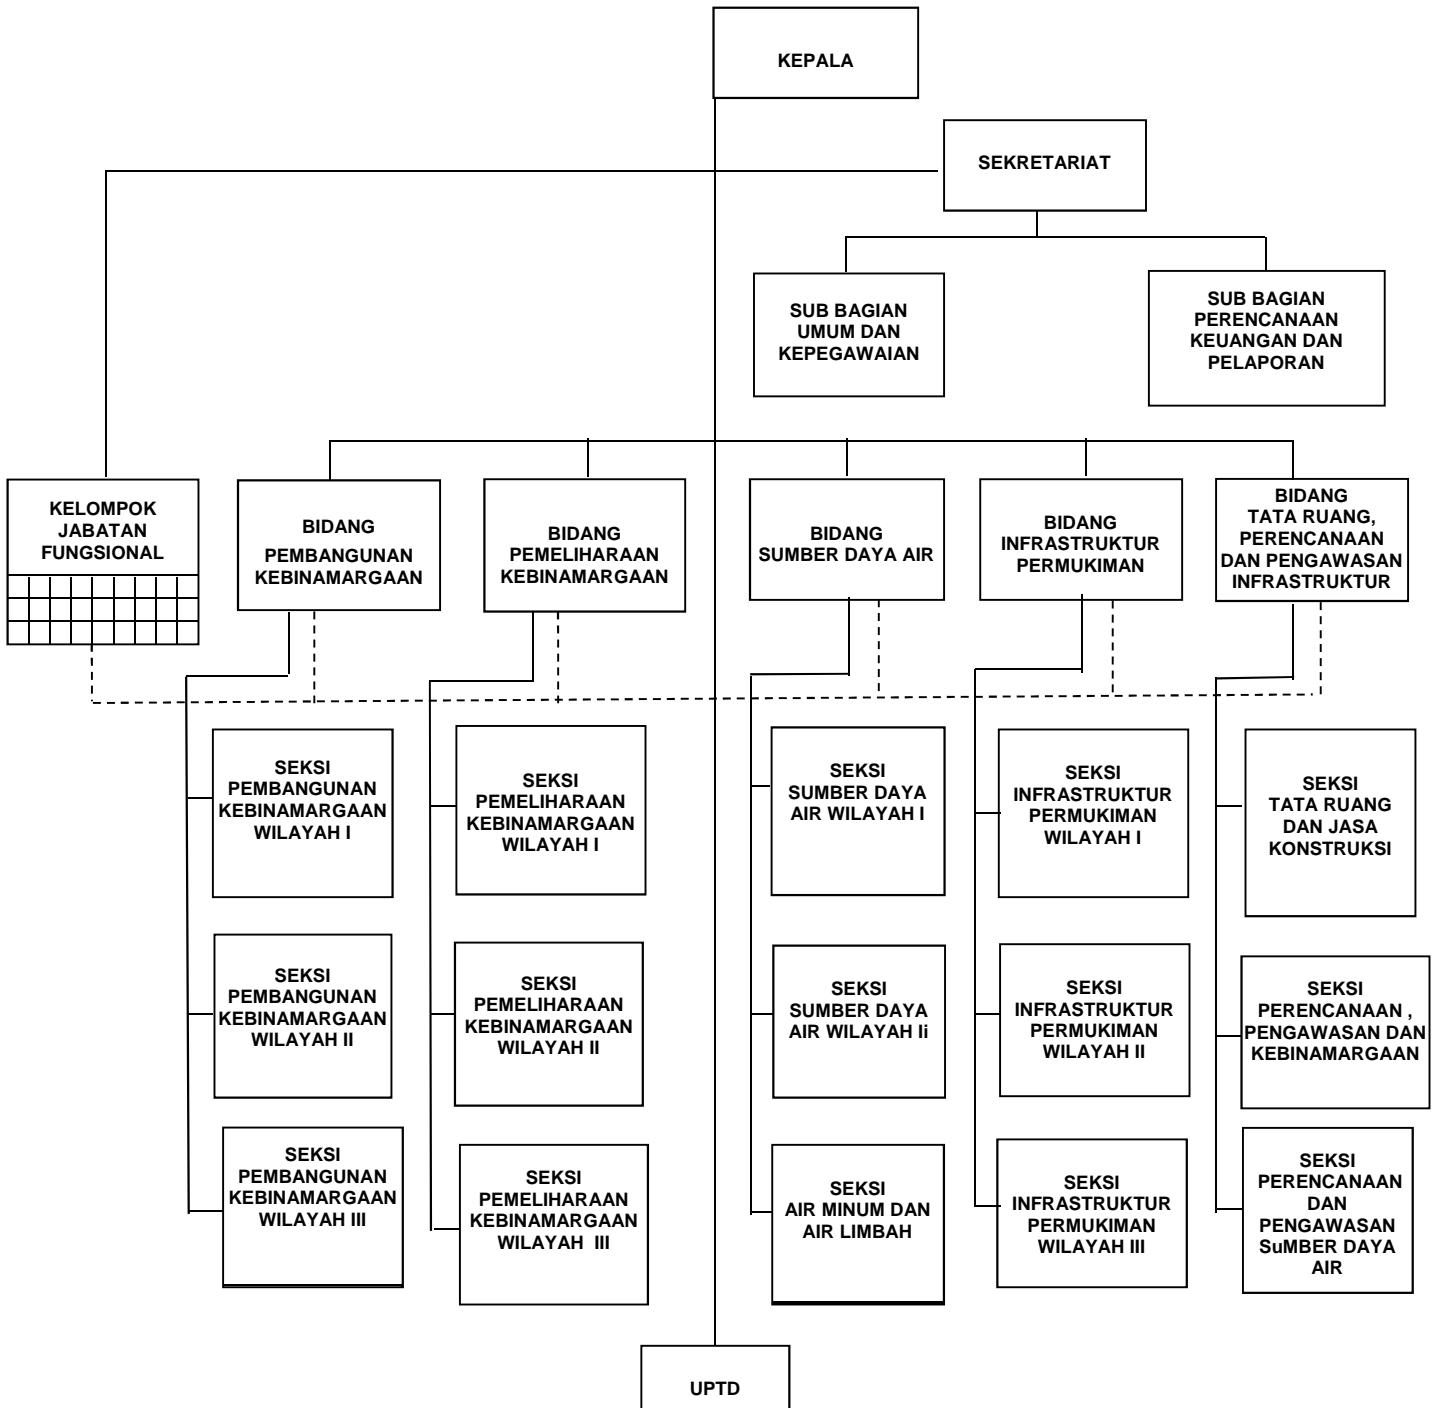 KEPALA
SEKRETARIAT
SUB BAGIAN
UMUM DAN
KEPEGAWAIAN
SUB BAGIAN
PERENCANAAN
KEUANGAN DAN
PELAPORAN
KELOMPOK
JABATAN
FUNGSIONAL
BIDANG
PEMBANGUNAN
KEBINAMARGAAN
BIDANG
PEMELIHARAAN
KEBINAMARGAAN
BIDANG
SUMBER DAYA AIR
BIDANG
INFRASTRUKTUR
PERMUKIMAN
BIDANG
TATA RUANG,
PERENCANAAN
DAN PENGAWASAN
INFRASTRUKTUR
SEKSI
PEMBANGUNAN
KEBINAMARGAAN
WILAYAH I
SEKSI
PEMELIHARAAN
KEBINAMARGAAN
WILAYAH I
SEKSI
SUMBER DAYA
AIR WILAYAH I
SEKSI
INFRASTRUKTUR
PERMUKIMAN
WILAYAH I
SEKSI
TATA RUANG
DAN JASA
KONSTRUKSI
SEKSI
PEMBANGUNAN
KEBINAMARGAAN
WILAYAH II
SEKSI
PEMELIHARAAN
KEBINAMARGAAN
WILAYAH II
SEKSI
SUMBER DAYA
AIR WILAYAH Ii
SEKSI
INFRASTRUKTUR
PERMUKIMAN
WILAYAH II
SEKSI
PERENCANAAN ,
PENGAWASAN DAN
KEBINAMARGAAN
SEKSI
PEMBANGUNAN
KEBINAMARGAAN
WILAYAH III
SEKSI
PEMELIHARAAN
KEBINAMARGAAN
WILAYAH III
SEKSI
AIR MINUM DAN
AIR LIMBAH
SEKSI
INFRASTRUKTUR
PERMUKIMAN
WILAYAH III
SEKSI
PERENCANAAN
DAN
PENGAWASAN
SuMBER DAYA
AIR
UPTD